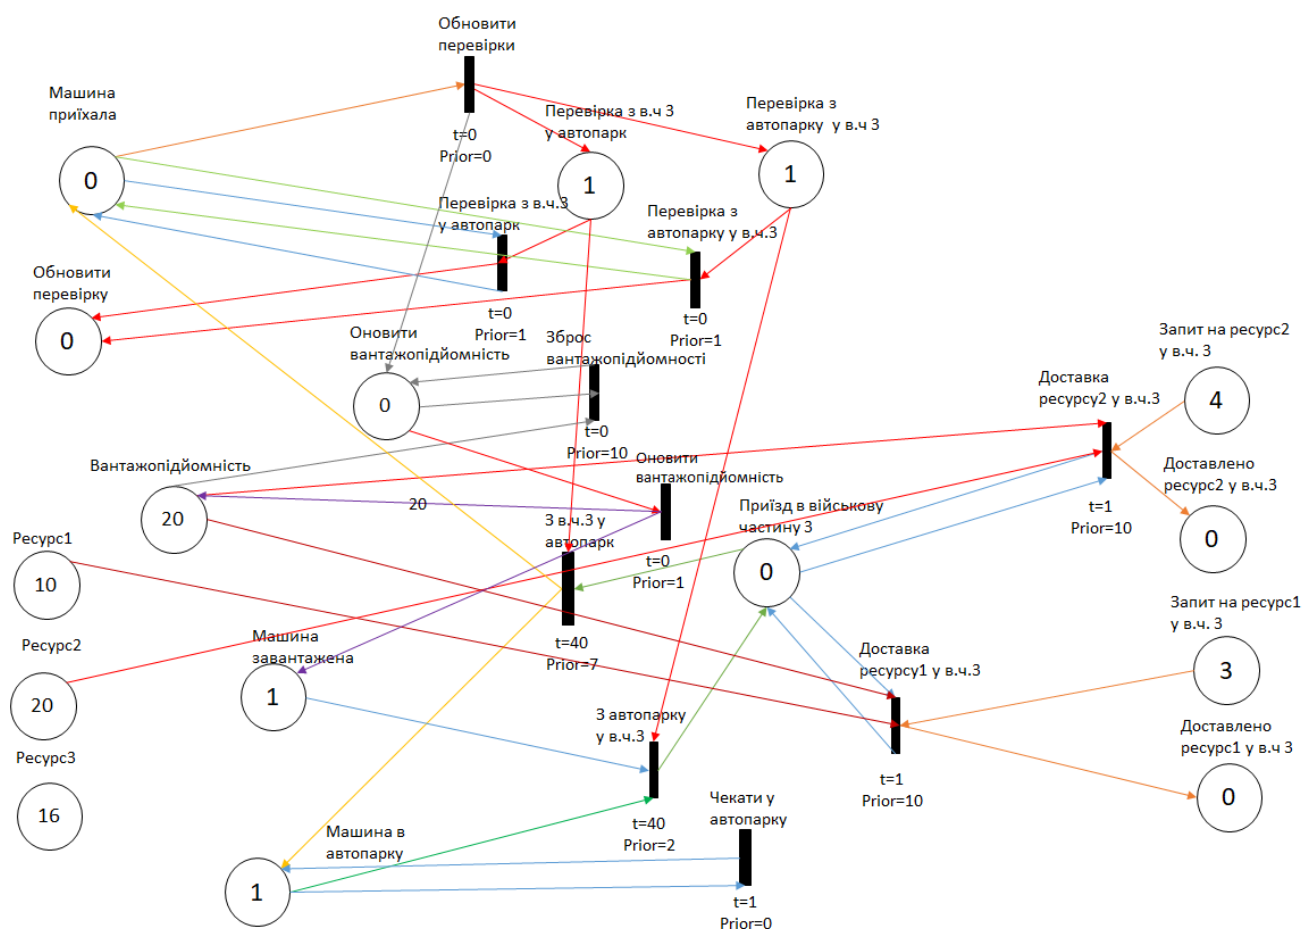 Обновити
перевірки
Машина
приїхала
t=0
Prior=0
Перевірка з в.ч 3
у автопарк
Перевірка з
автопарку у в.ч 3
0
1
1
Перевірка з в.ч.3
у автопарк
Перевірка з
автопарку у в.ч.3
Обновити
перевірку
0
t=0
Prior=1
t=0
Prior=1
Оновити
вантажопідйомність
Зброс
вантажопідйомності
0
t=0
Prior=10
Запит на ресурс2
у в.ч. 3
4
Доставка
ресурсу2 у в.ч.3
t=1
Prior=10
Доставлено
ресурс2 у в.ч.3
0
Вантажопідйомність
20
20
Оновити
вантажопідйомність
t=0
Prior=1
З в.ч.3 у
автопарк
t=40
Prior=7
Приїзд в військову
частину 3
0
Ресурс1
10
Ресурс2
20
Ресурс3
16
Машина
завантажена
1
Запит на ресурс1
у в.ч. 3
3
Доставка
ресурсу1 у в.ч.3
t=1
Prior=10
Доставлено
ресурс1 у в.ч 3
0
З автопарку
у в.ч.3
t=40
Prior=2
Чекати у
автопарку
t=1
Prior=0
Машина в
автопарку
1